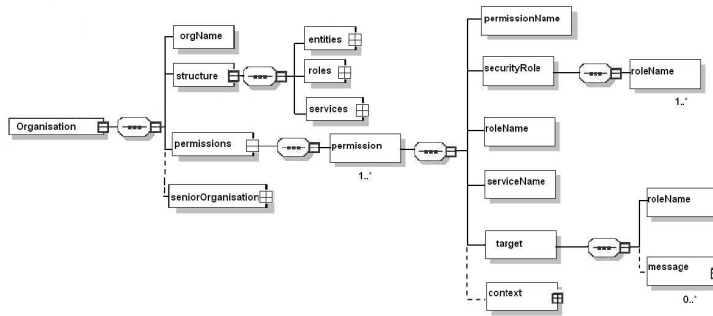 Organisation
orgName
structure
entities
roles
services
permissions
permission
1..*
seniorOrganisation
permissionName
securityRole
roleName
1..*
roleName
serviceName
target
roleName
message
0..*
context